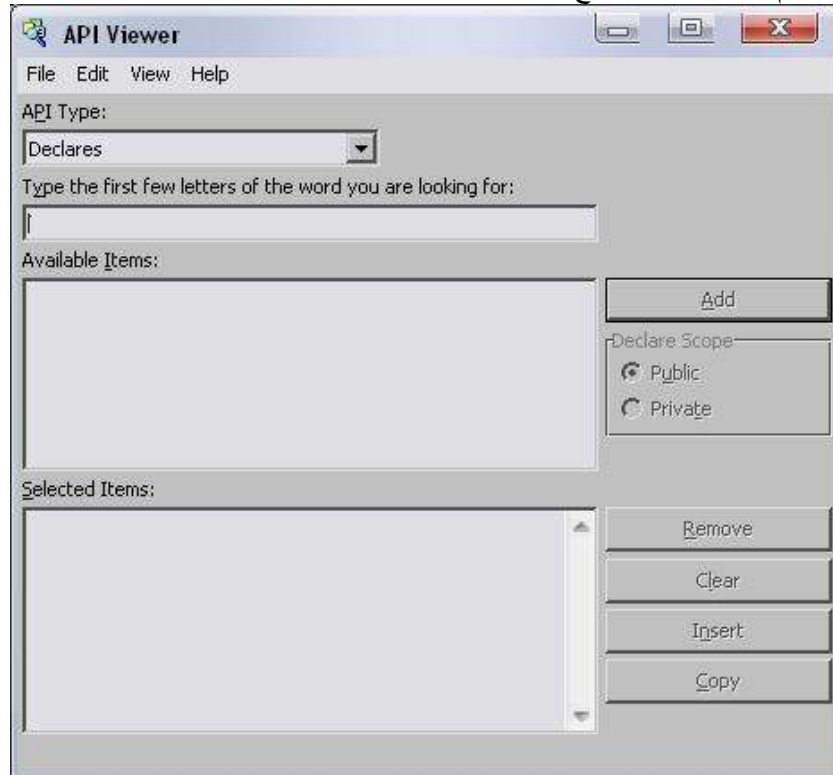 API Viewer
File Edit View Help
API Type:
Declares
Type the first few letters of the word you are looking for:
Available Items:
Add
Declare Scope
Public
Private
Selected Items:
Remove
Clear
Insert
Copy